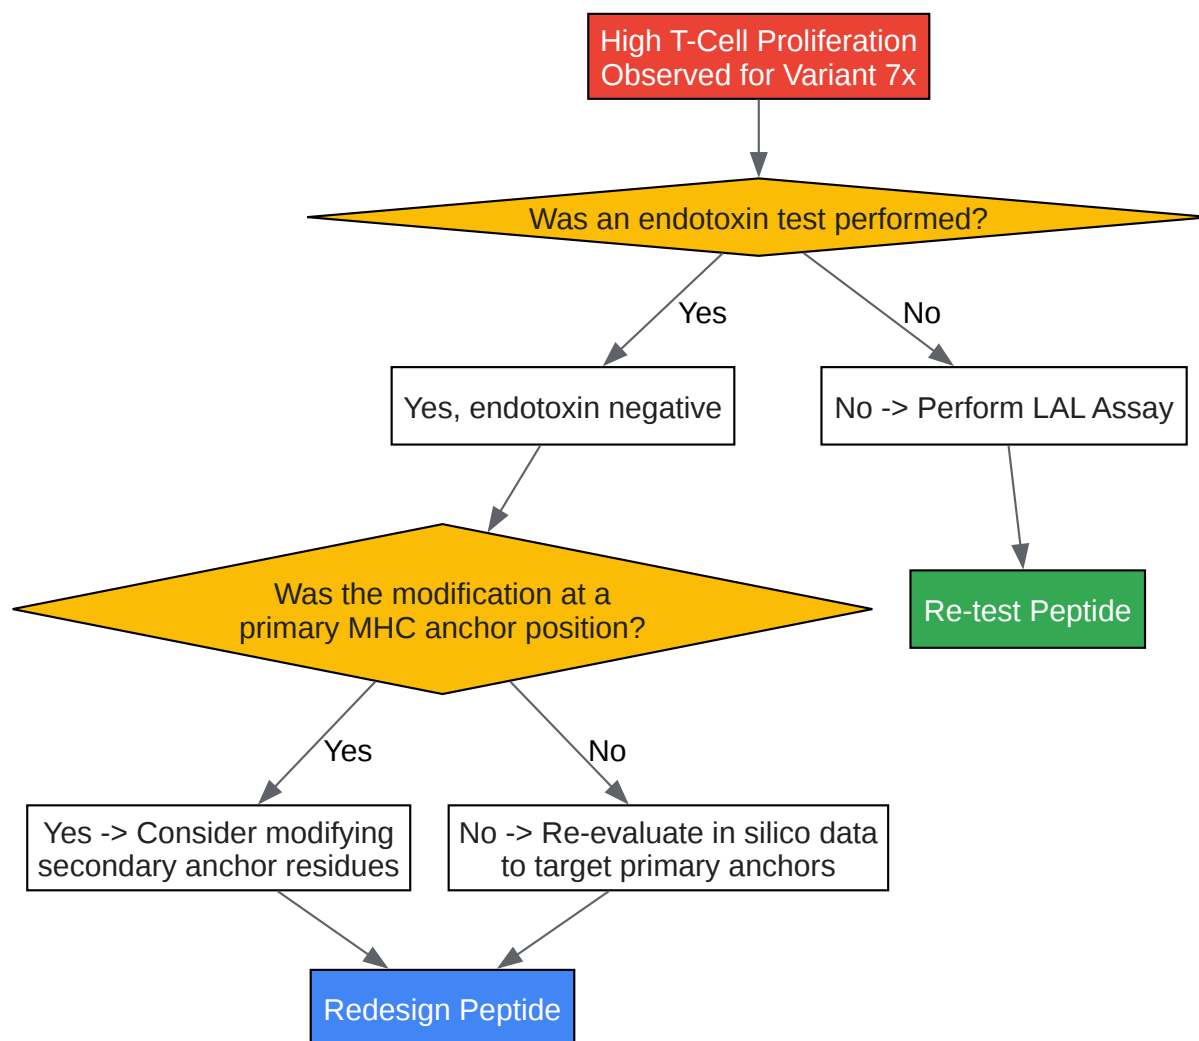 High T-Cell Proliferation
Observed for Variant 7x
Was an endotoxin test performed?
Yes
No
Yes, endotoxin negative
No -> Perform LAL Assay
Was the modification at a
primary MHC anchor position?
Re-test Peptide
Yes
No
Yes -> Consider modifying
secondary anchor residues
No -> Re-evaluate in silico data
to target primary anchors
Redesign Peptide